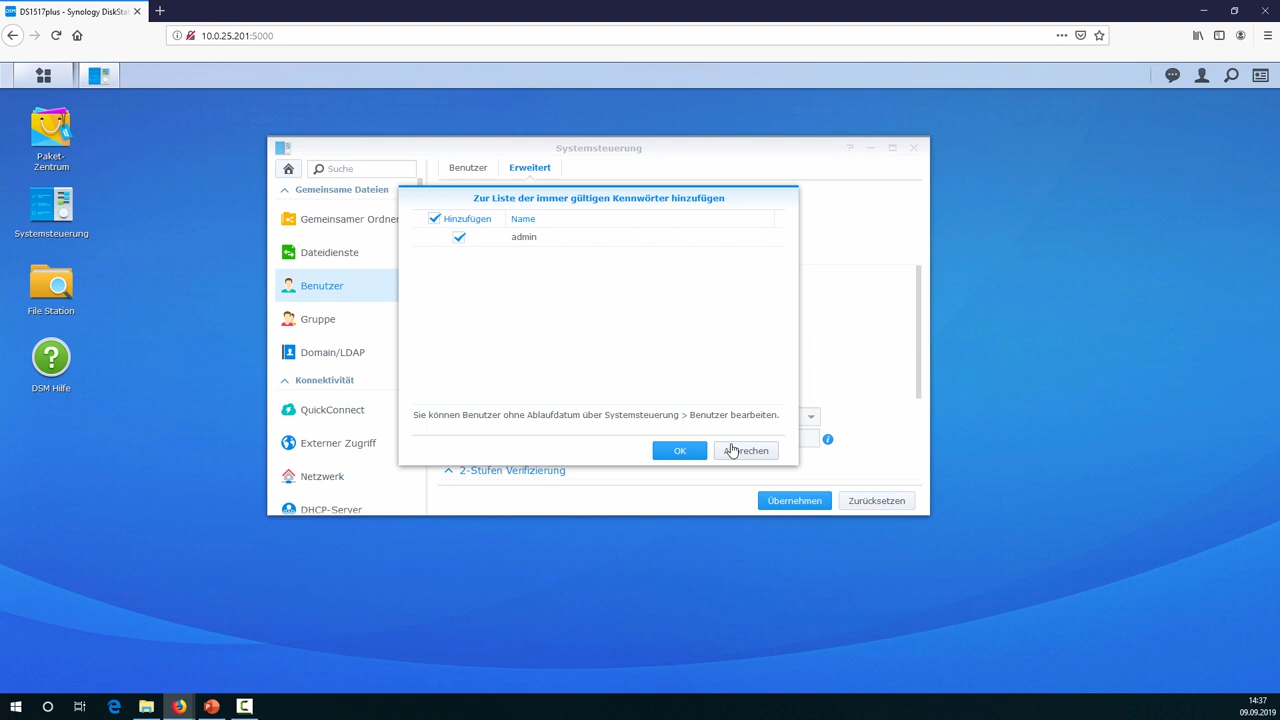 DS1517plus - Synology DiskSta
10.0.25.201:5000
Paket-
Zentrum
Systemsteuerung
File Station
DSM Hilfe
Systemsteuerung
Suche
Benutzer
Erweitert
Gemeinsame Dateien
Gemeinsamer Ordner
Dateidienste
Benutzer
Gruppe
Domain/LDAP
Konnektivität
QuickConnect
Externer Zugriff
Netzwerk
DHCP-Server
Zur Liste der immer gültigen Kennwörter hinzufügen
Hinzufügen
Name
admin
Sie können Benutzer ohne Ablaufdatum über Systemsteuerung > Benutzer bearbeiten.
OK
Abbrechen
2-Stufen Verifizierung
Übernehmen
Zurücksetzen
14:37
09.09.2019